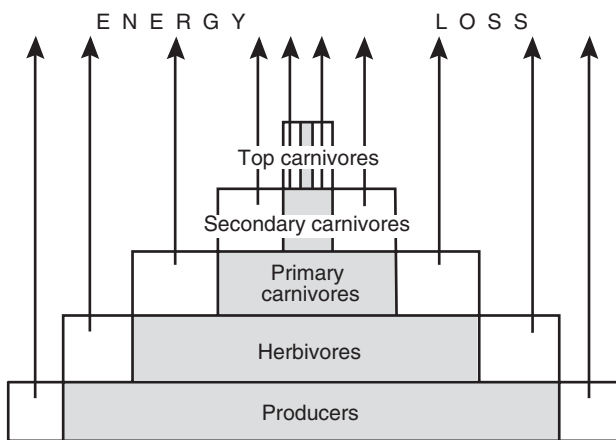 E N E R G Y L O S S
Top carnivores
Secondary carnivores
Primary
carnivores
Herbivores
Producers